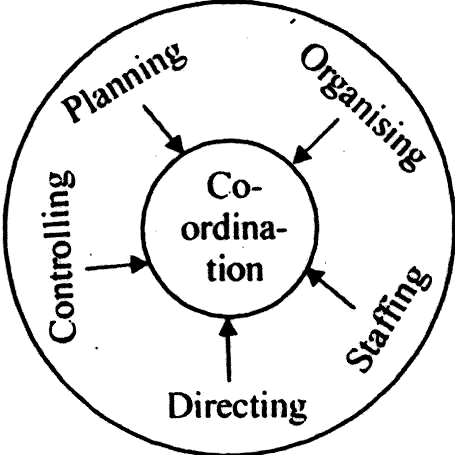 Planning
Organising
Co-
ordina-
tion
Controlling
Staffing
Directing